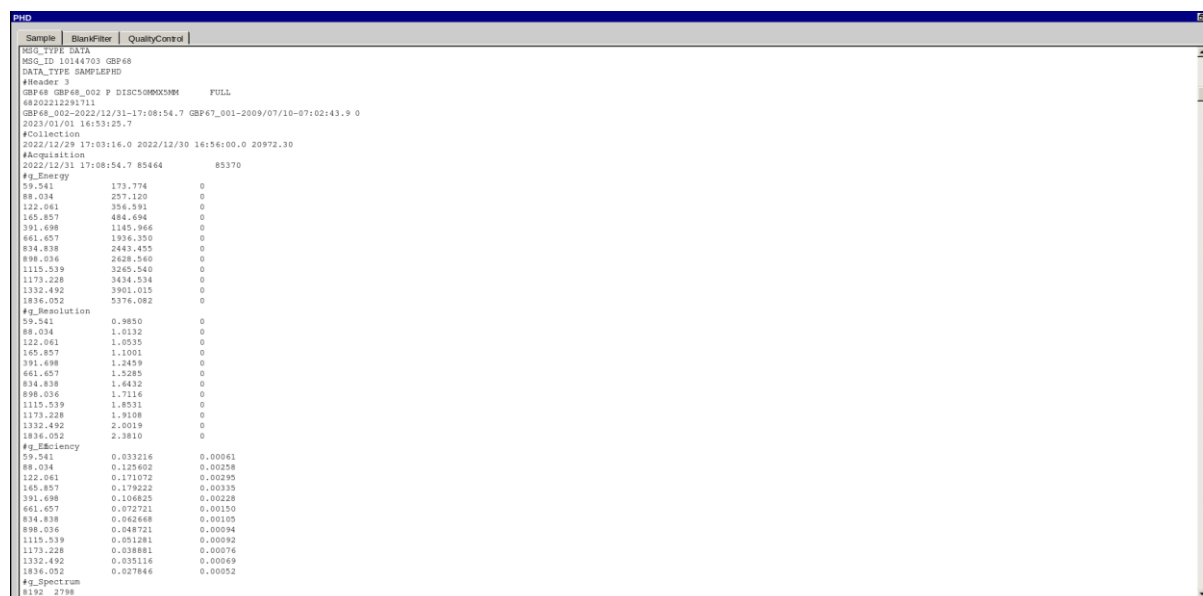 PHD
Sample BlankFilter QualityControl
MSG_TYPE DATA
MSG_ID 10144703 GBP68
DATA_TYPE SAMPLEPHD
#Header 3
GBP68 GBP68_002 P DISC50MMX5MM FULL
68202212291711
GBP68_002-2022/12/31-17:08:54.7 GBP67_001-2009/07/10-07:02:43.9 0
2023/01/01 16:53:25.7
#Collection
2022/12/29 17:03:16.0 2022/12/30 16:56:00.0 20972.30
#Acquisition
2022/12/31 17:08:54.7 85464 85370
#g_Energy
59.541 173.774 0
88.034 257.120 0
122.061 356.591 0
165.857 484.694 0
391.698 1145.966 0
661.657 1936.350 0
834.838 2443.455 0
898.036 2628.560 0
1115.539 3265.540 0
1173.228 3434.534 0
1332.492 3901.015 0
1836.052 5376.082 0
#g_Resolution
59.541 0.9850 0
88.034 1.0132 0
122.061 1.0535 0
165.857 1.1001 0
391.698 1.2459 0
661.657 1.5285 0
834.838 1.6432 0
898.036 1.7116 0
1115.539 1.8531 0
1173.228 1.9108 0
1332.492 2.0019 0
1836.052 2.3810 0
#g_Efficiency
59.541 0.033216 0.00061
88.034 0.125602 0.00258
122.061 0.171072 0.00295
165.857 0.179222 0.00335
391.698 0.106825 0.00228
661.657 0.072721 0.00150
834.838 0.062668 0.00105
898.036 0.048721 0.00094
1115.539 0.051281 0.00092
1173.228 0.038881 0.00076
1332.492 0.035116 0.00069
1836.052 0.027846 0.00052
#g_Spectrum
8192 2798